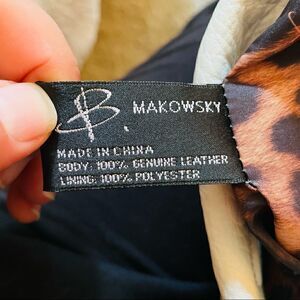 B. MAKOWSKY
MADE IN CHINA
BODY: 100% GENUINE LEATHER
LINING: 100% POLYESTER